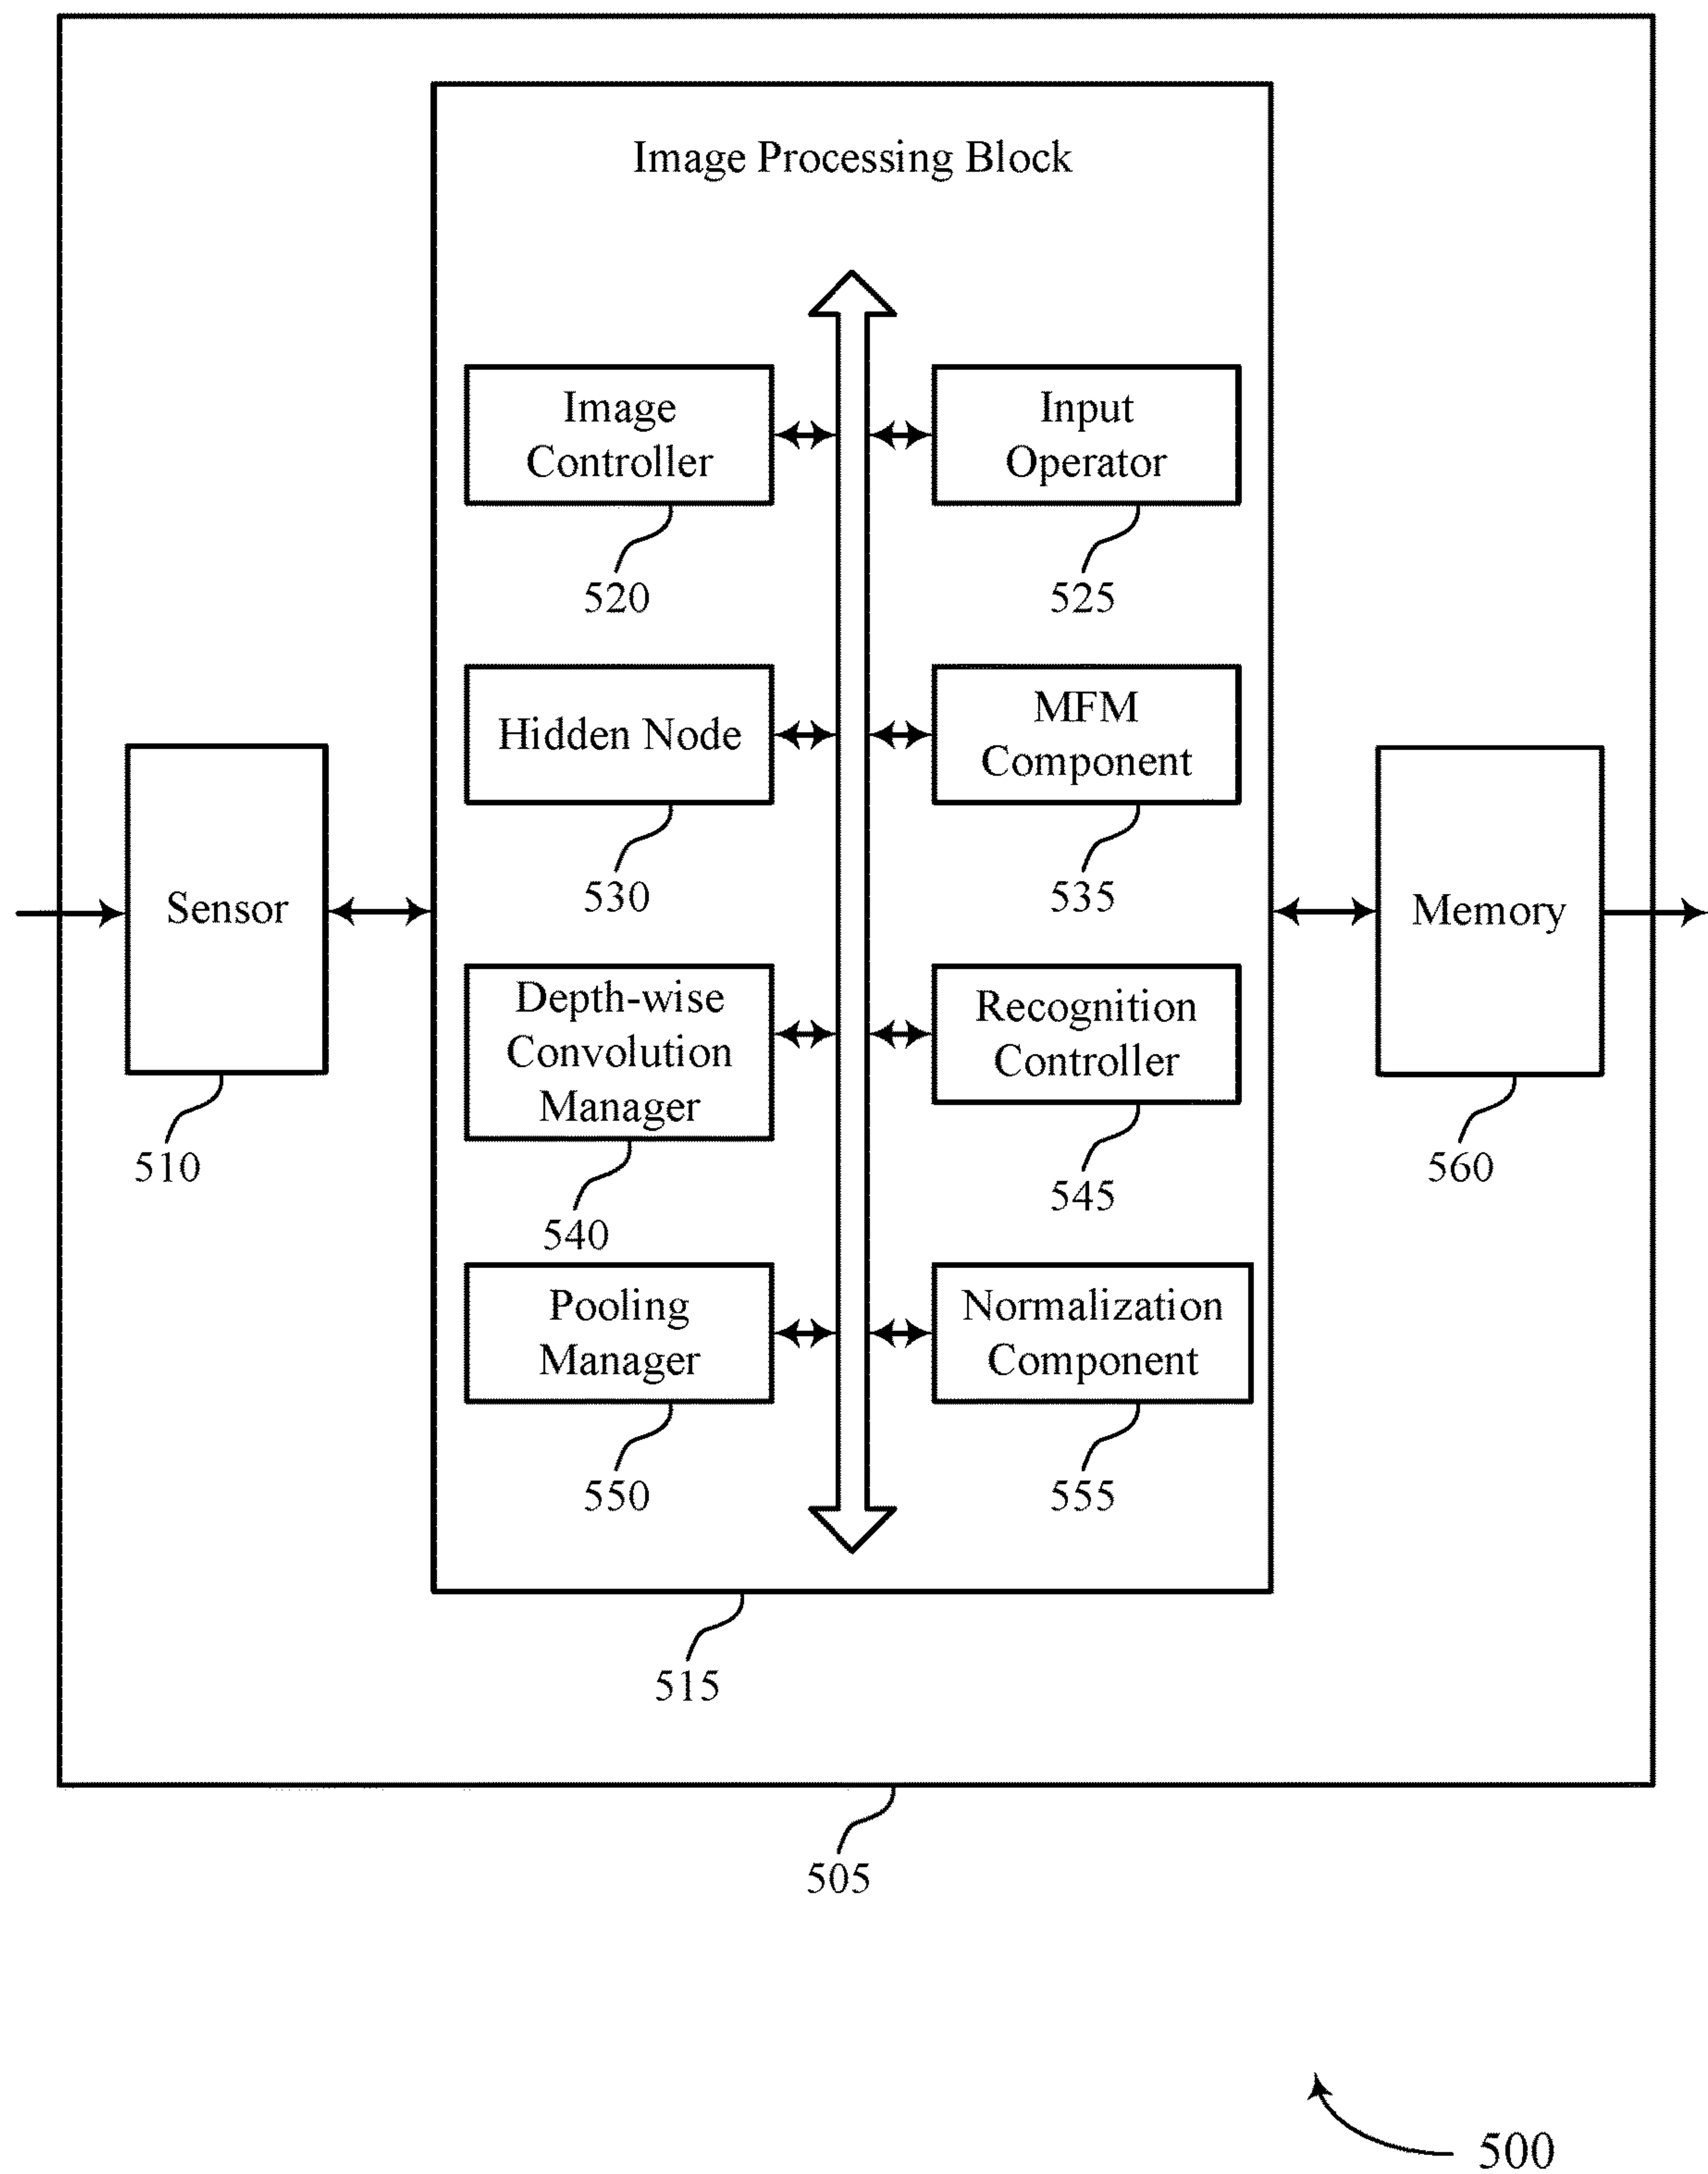 Image Processing Block
Image
Controller
520
Input
Operator
525
Hidden Node
530
MFM
Component
535
Sensor
510
Memory
560
Depth-wise
Convolution
Manager
540
Recognition
Controller
545
Pooling
Manager
550
Normalization
Component
555
515
505
500